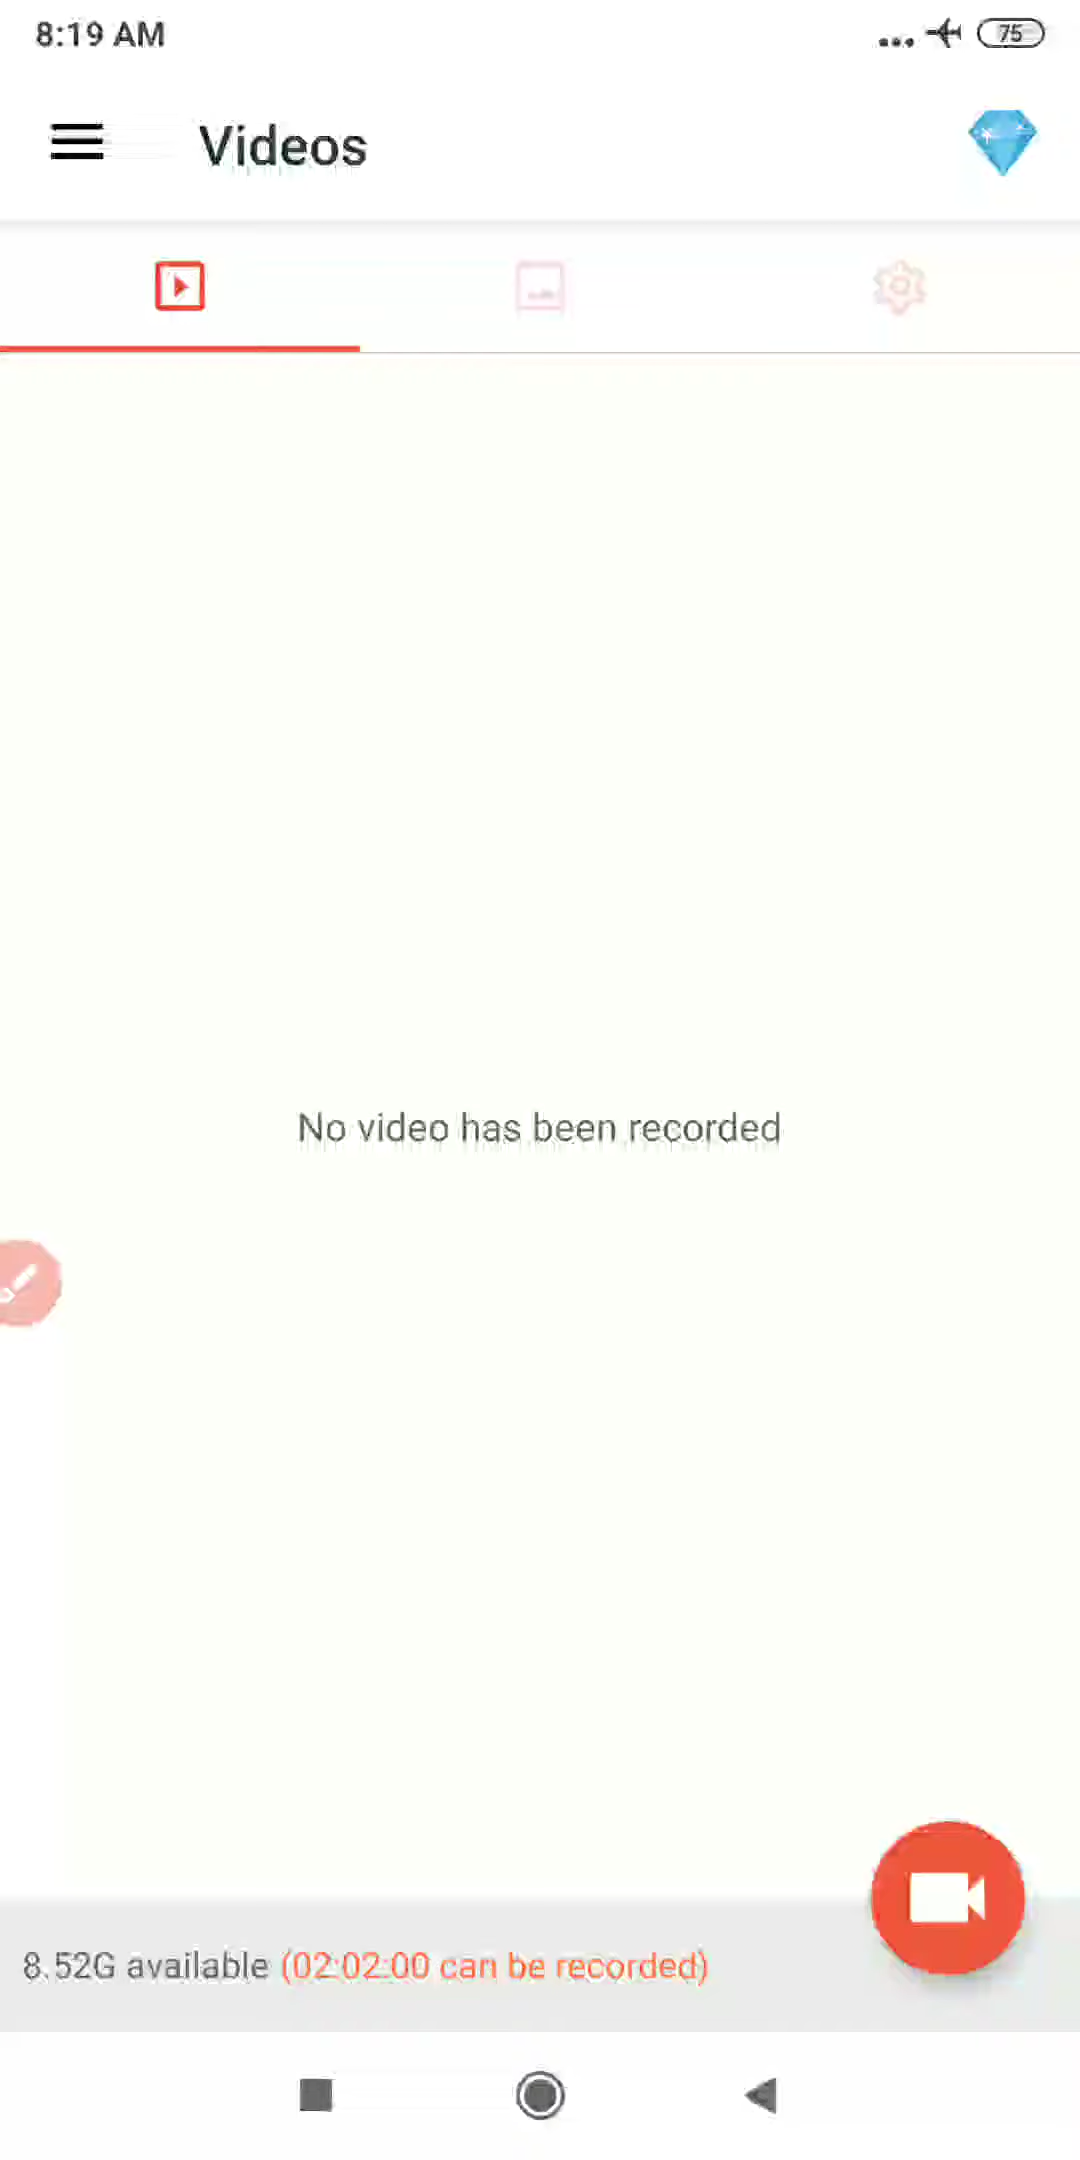 8:19 AM
75
Videos
No video has been recorded
8.52G available (02:02:00 can be recorded)